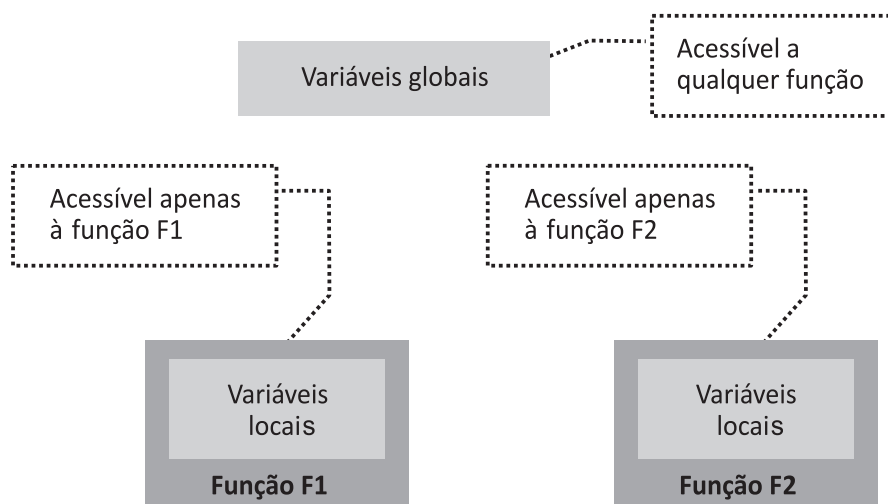 Variáveis globais
Acessível a
qualquer função
Acessível apenas
à função F1
Acessível apenas
à função F2
Variáveis
locais
Função F1
Variáveis
locais
Função F2